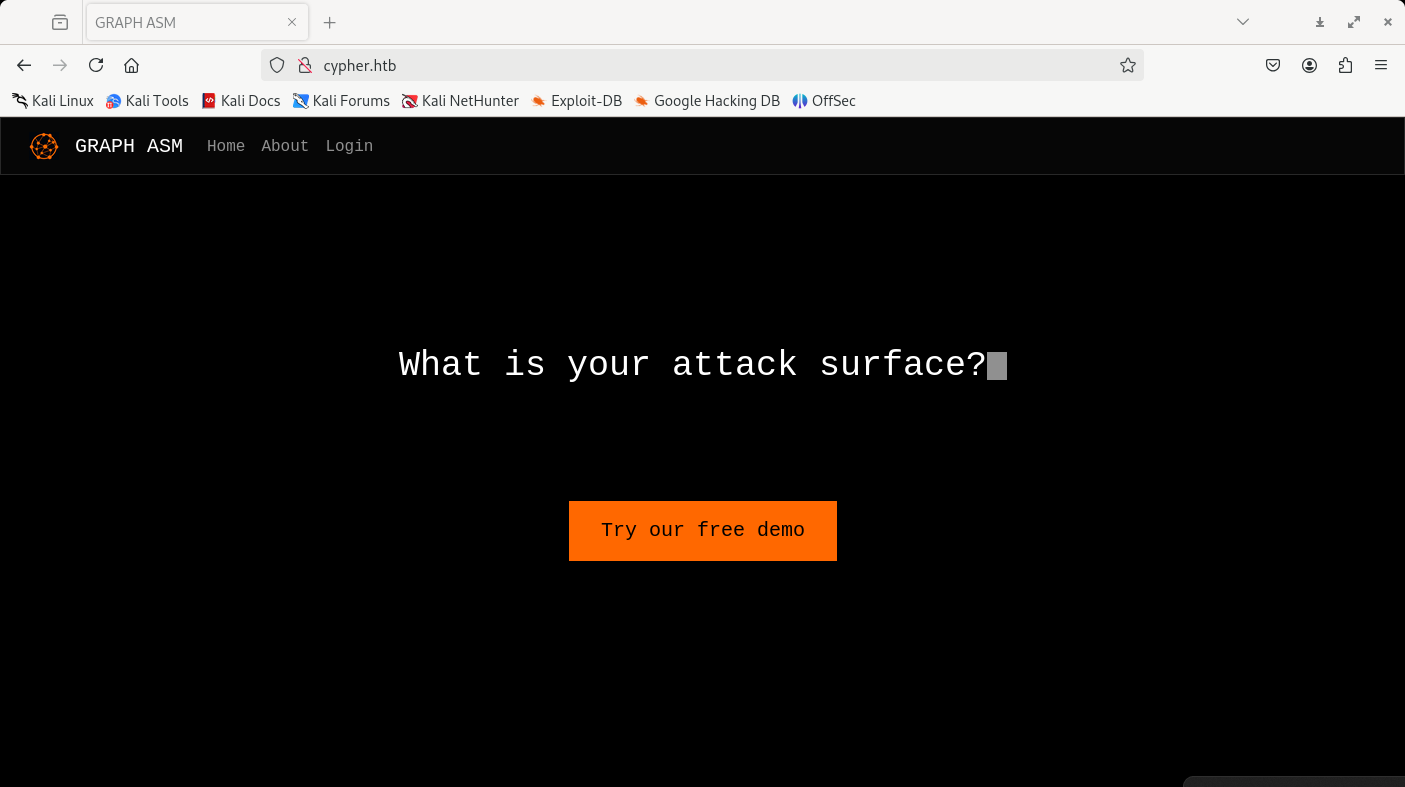 GRAPH ASM
cypher.htb
Kali Linux Kali Tools Kali Docs Kali Forums Kali NetHunter Exploit-DB Google Hacking DB OffSec
GRAPH ASM Home About Login
What is your attack surface?
Try our free demo